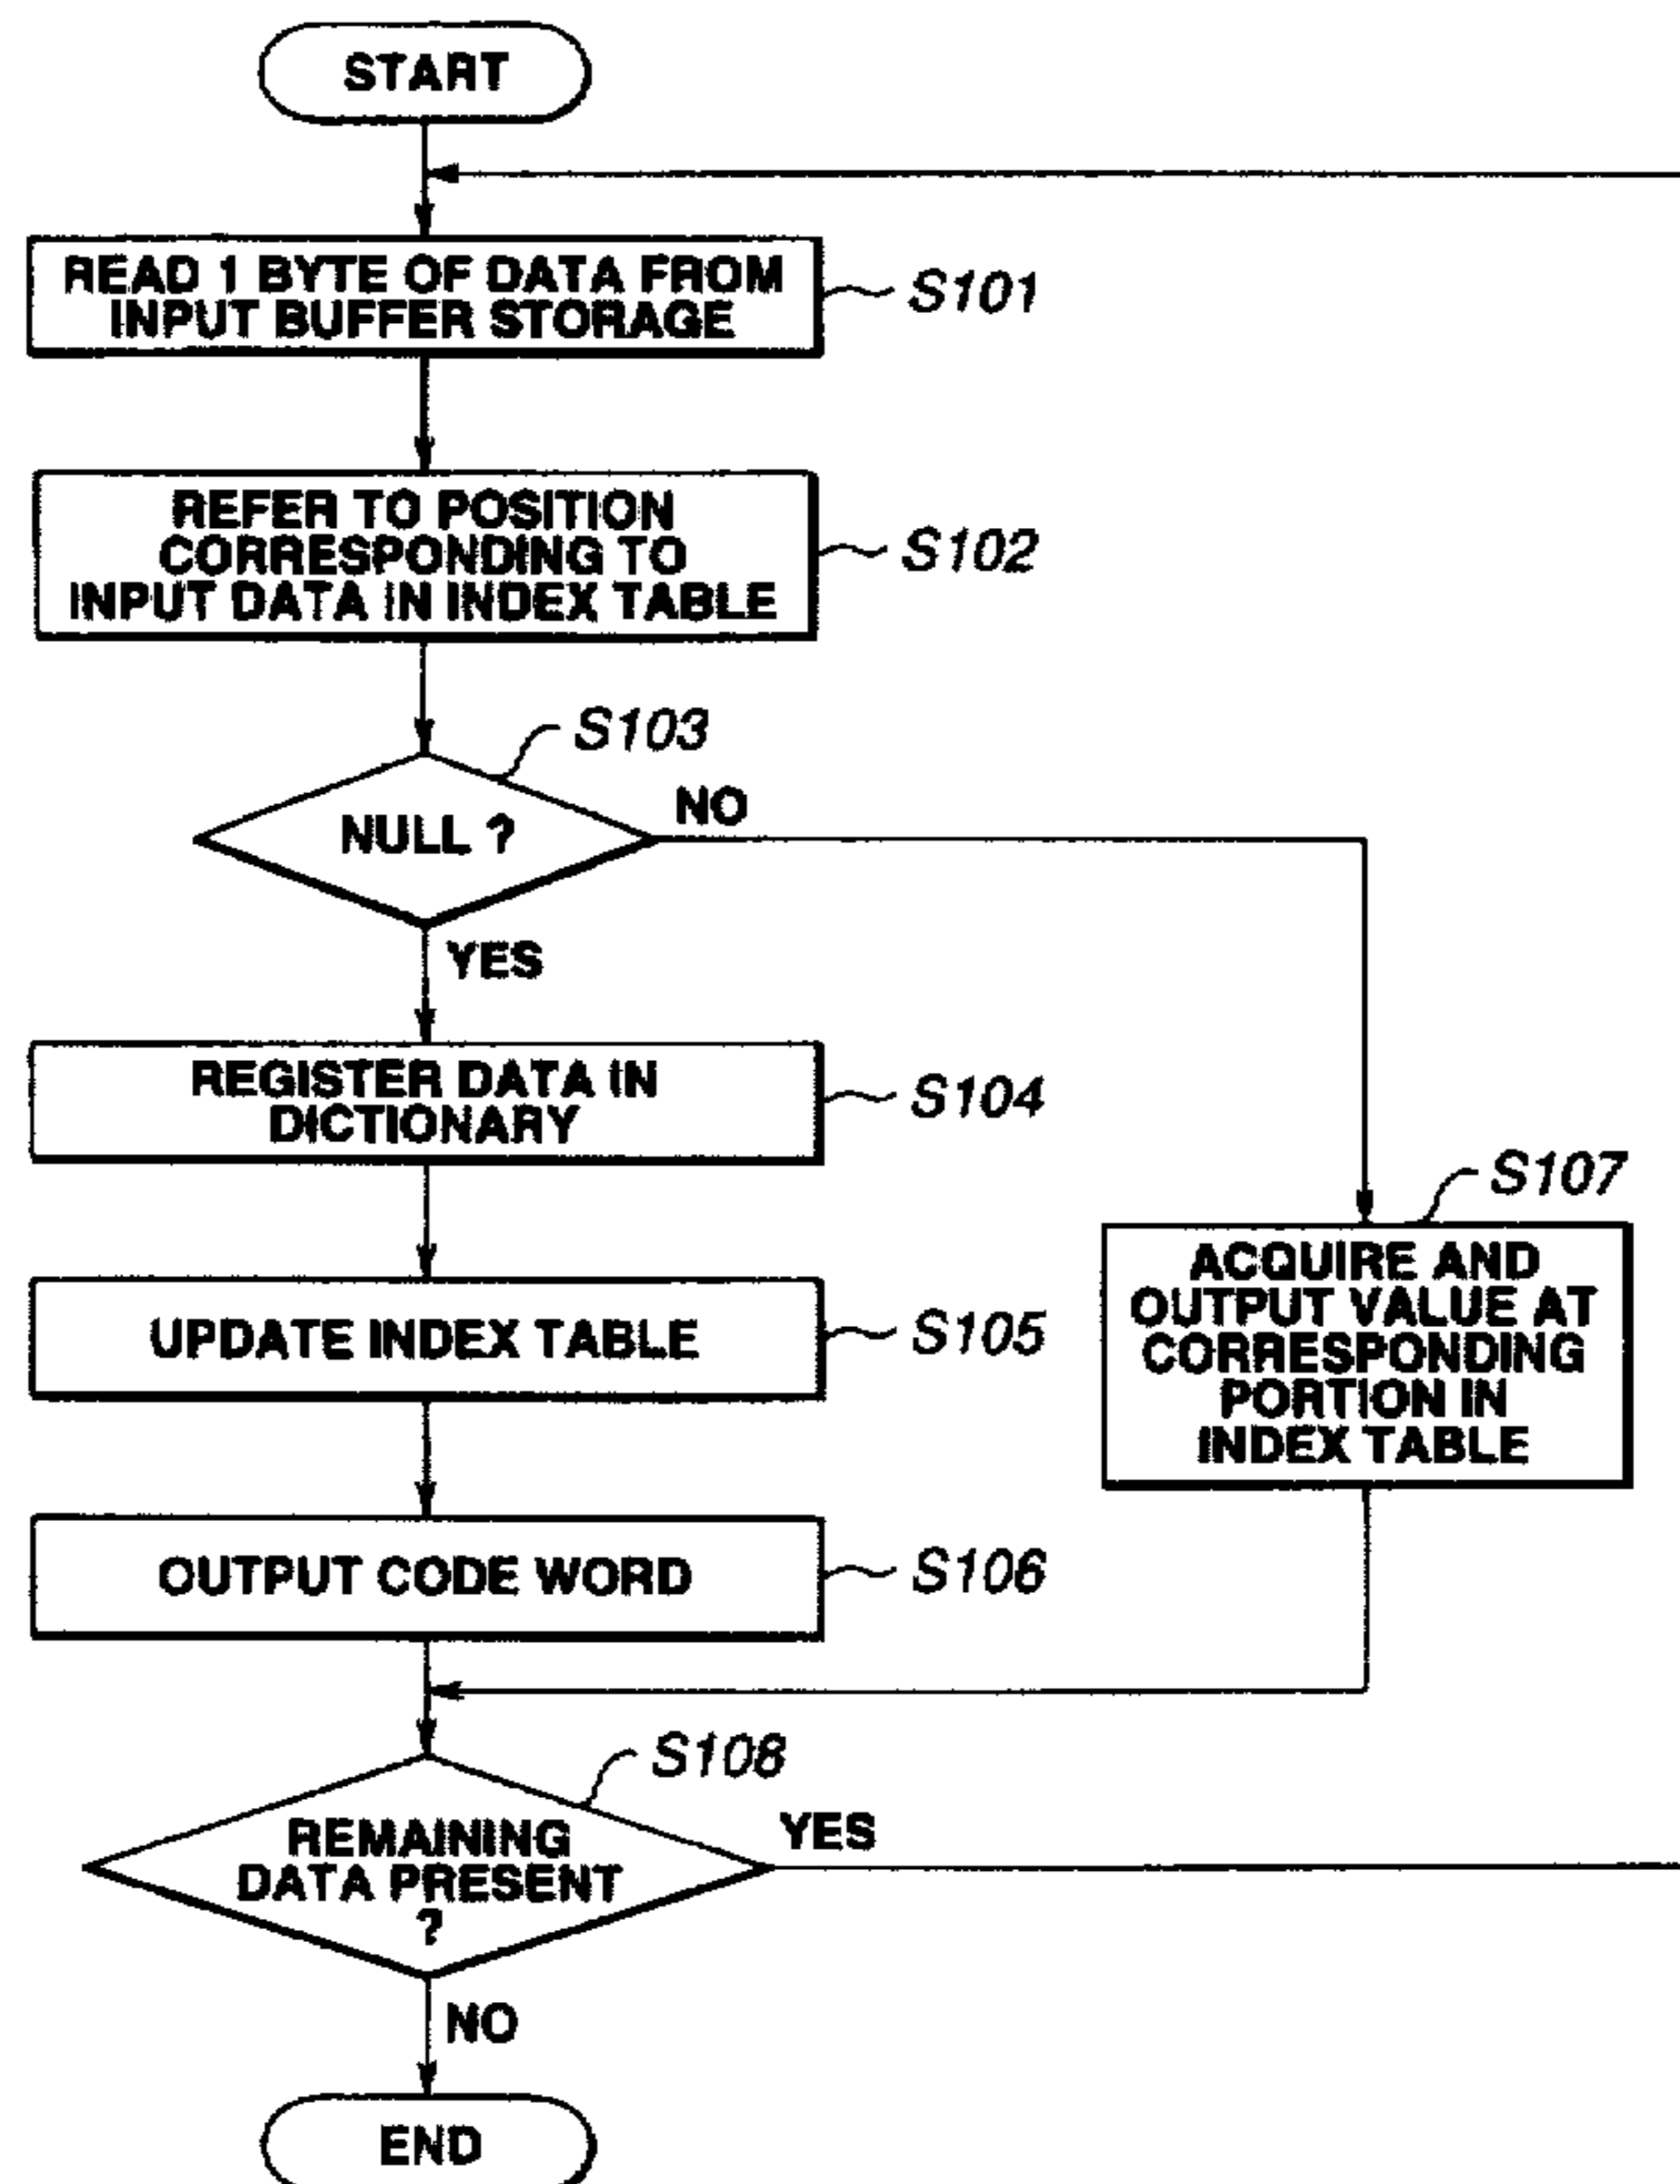 START
READ 1 BYTE OF DATA FROM
INPUT BUFFER STORAGE
S101
REFER TO POSITION
CORRESPONDING TO
INPUT DATA IN INDEX TABLE
S102
S103
NULL ?
NO
YES
REGISTER DATA IN
DICTIONARY
S104
UPDATE INDEX TABLE
S105
S107
ACQUIRE AND
OUTPUT VALUE AT
CORRESPONDING
PORTION IN
INDEX TABLE
OUTPUT CODE WORD
S106
S108
REMAINING
DATA PRESENT
?
YES
NO
END